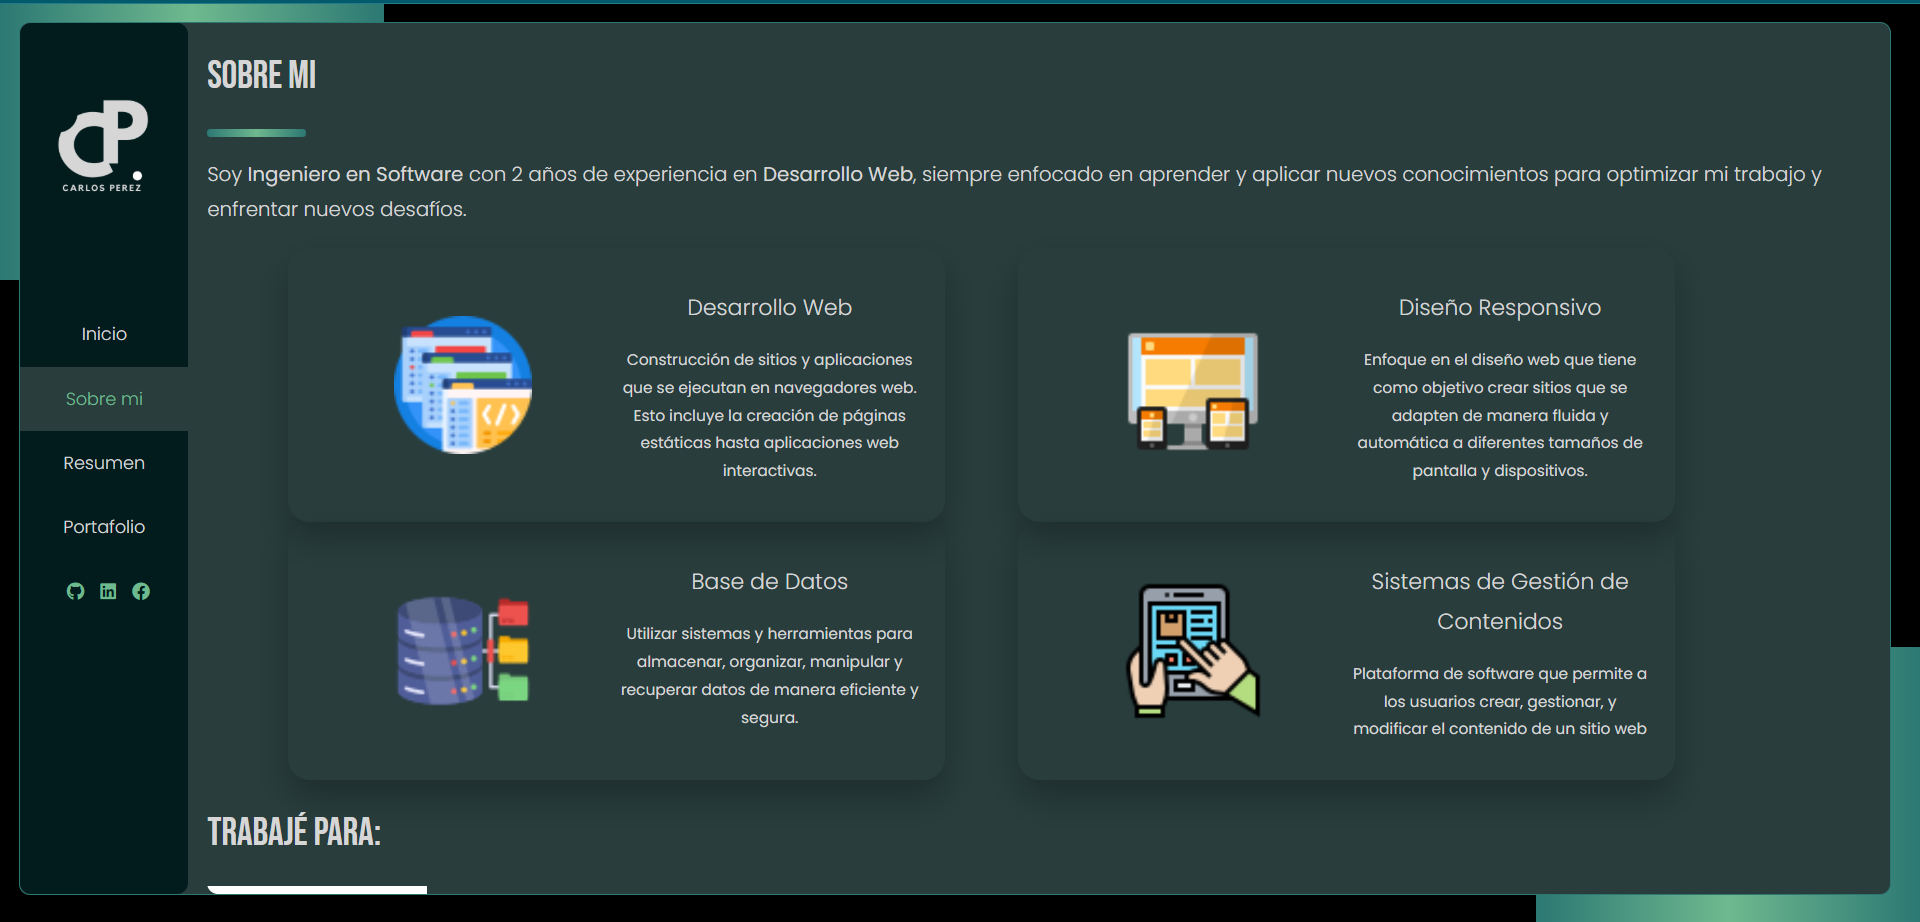 CP.
CARLOS PEREZ
Inicio
Sobre mi
Resumen
Portafolio
SOBRE MI
Soy Ingeniero en Software con 2 años de experiencia en Desarrollo Web, siempre enfocado en aprender y aplicar nuevos conocimientos para optimizar mi trabajo y
enfrentar nuevos desafíos.
Desarrollo Web
Construcción de sitios y aplicaciones
que se ejecutan en navegadores web.
Esto incluye la creación de páginas
estáticas hasta aplicaciones web
interactivas.
Diseño Responsivo
Enfoque en el diseño web que tiene
como objetivo crear sitios que se
adapten de manera fluida y
automática a diferentes tamaños de
pantalla y dispositivos.
Base de Datos
Utilizar sistemas y herramientas para
almacenar, organizar, manipular y
recuperar datos de manera eficiente y
segura.
Sistemas de Gestión de
Contenidos
Plataforma de software que permite a
los usuarios crear, gestionar, y
modificar el contenido de un sitio web
TRABAJÉ PARA: